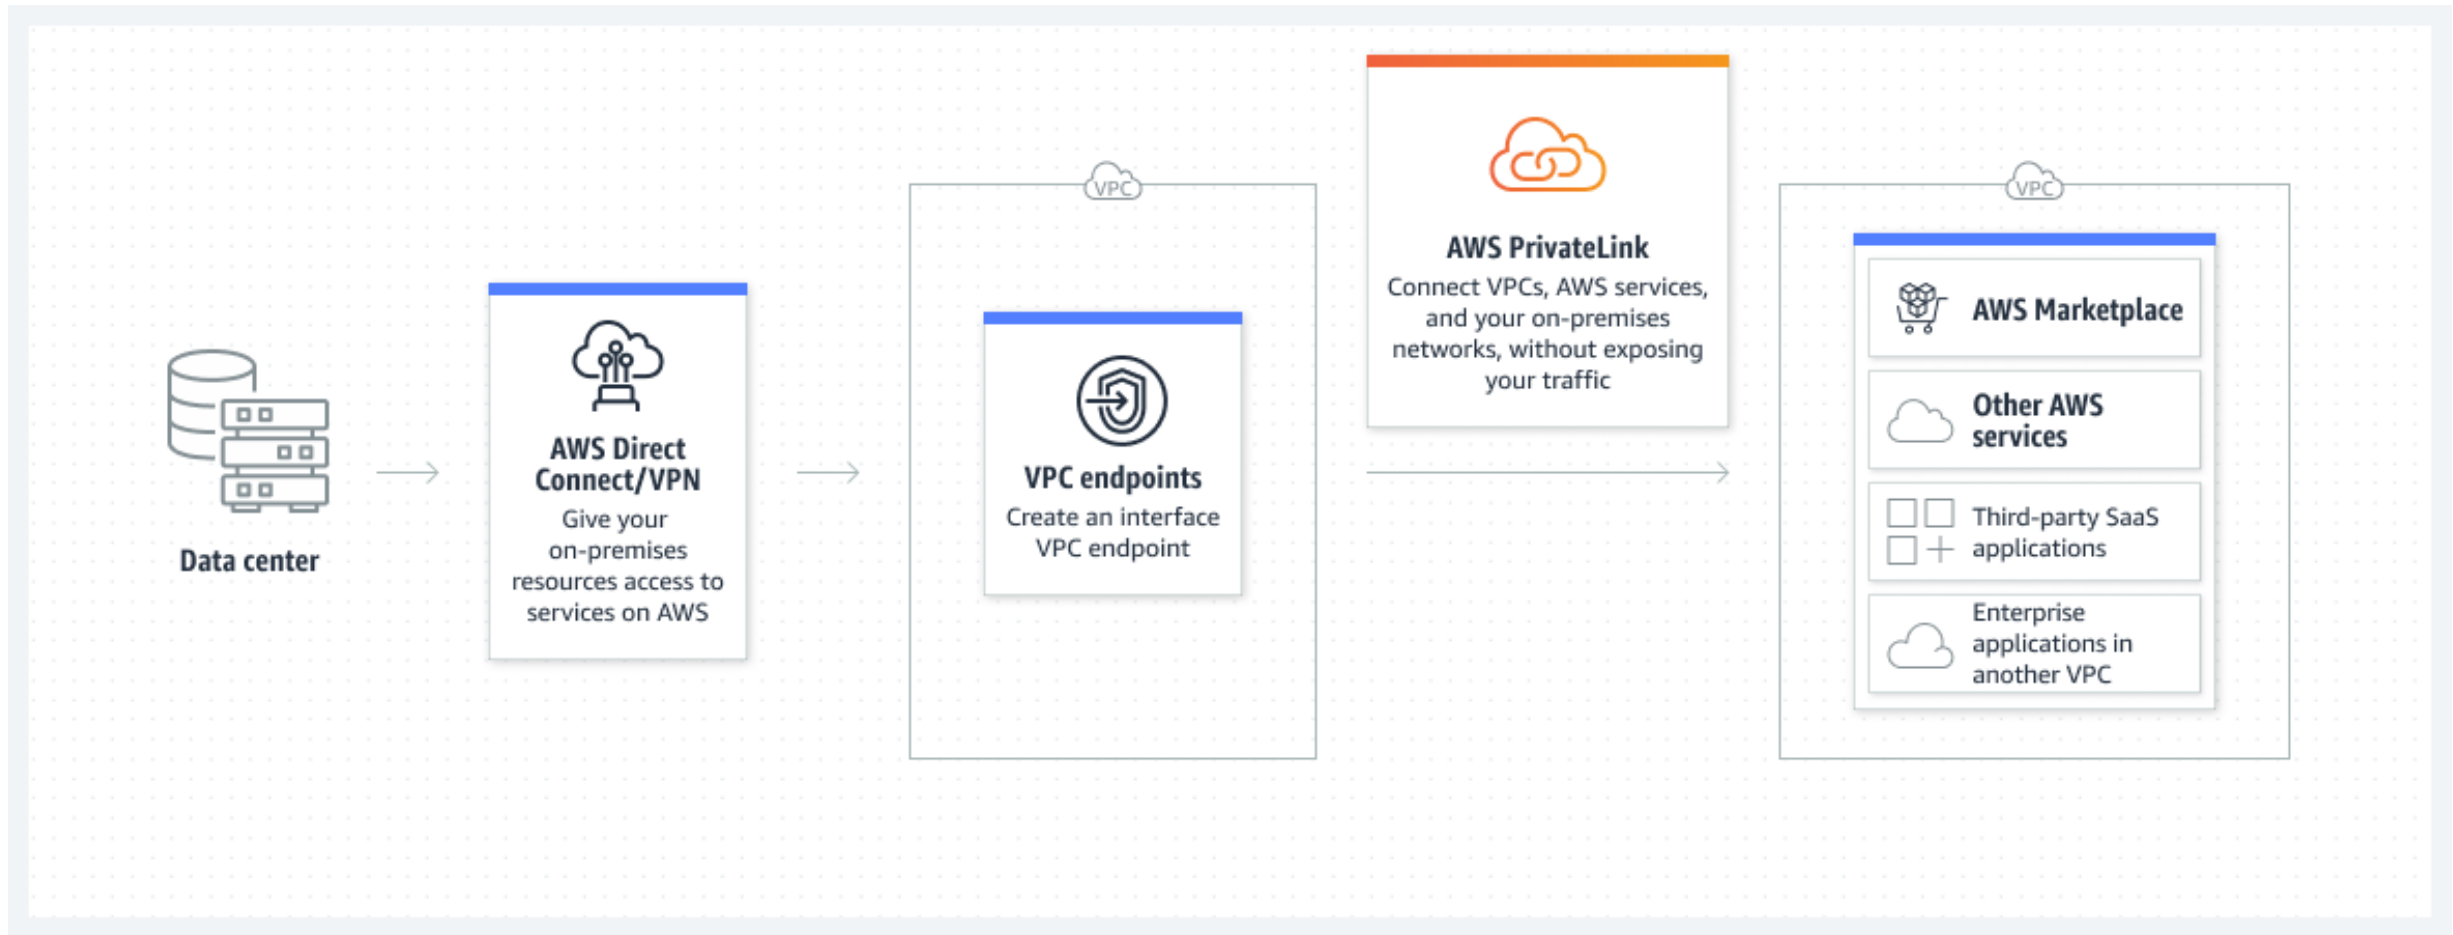 Data center
AWS Direct
Connect/VPN
Give your
on-premises
resources access to
services on AWS
VPC
VPC endpoints
Create an interface
VPC endpoint
AWS PrivateLink
Connect VPCs, AWS services,
and your on-premises
networks, without exposing
your traffic
VPC
AWS Marketplace
Other AWS
services
Third-party SaaS
applications
Enterprise
applications in
another VPC